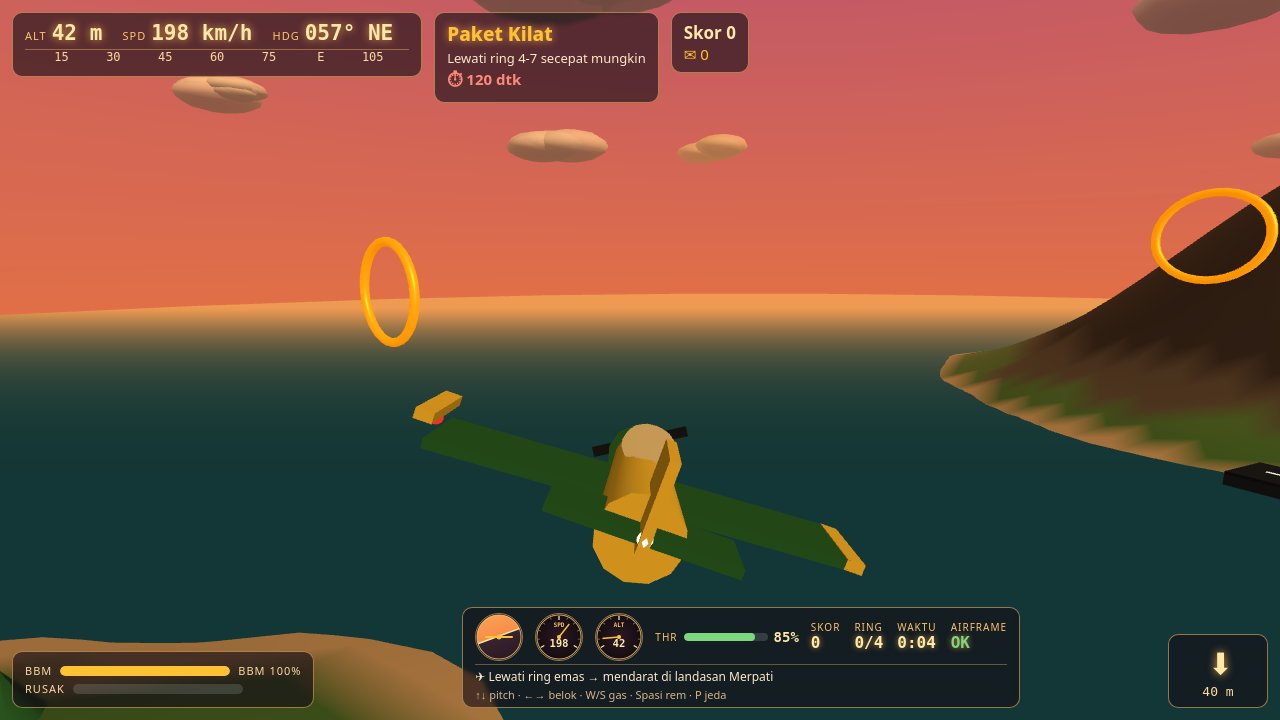 ALT 42 m SPD 198 km/h HDG 057° NE
15 30 45 60 75 E 105
Paket Kilat
Lewati ring 4-7 secepat mungkin
⏱ 120 dtk
Skor 0
✉ 0
BBM BBM 100%
RUSAK
SPD 198
ALT 42
THR 85%
SKOR RING WAKTU AIRFRAME
0 0/4 0:04 OK
✈ Lewati ring emas → mendarat di landasan Merpati
↑↓ pitch · ←→ belok · W/S gas · Spasi rem · P jeda
⬇
40 m